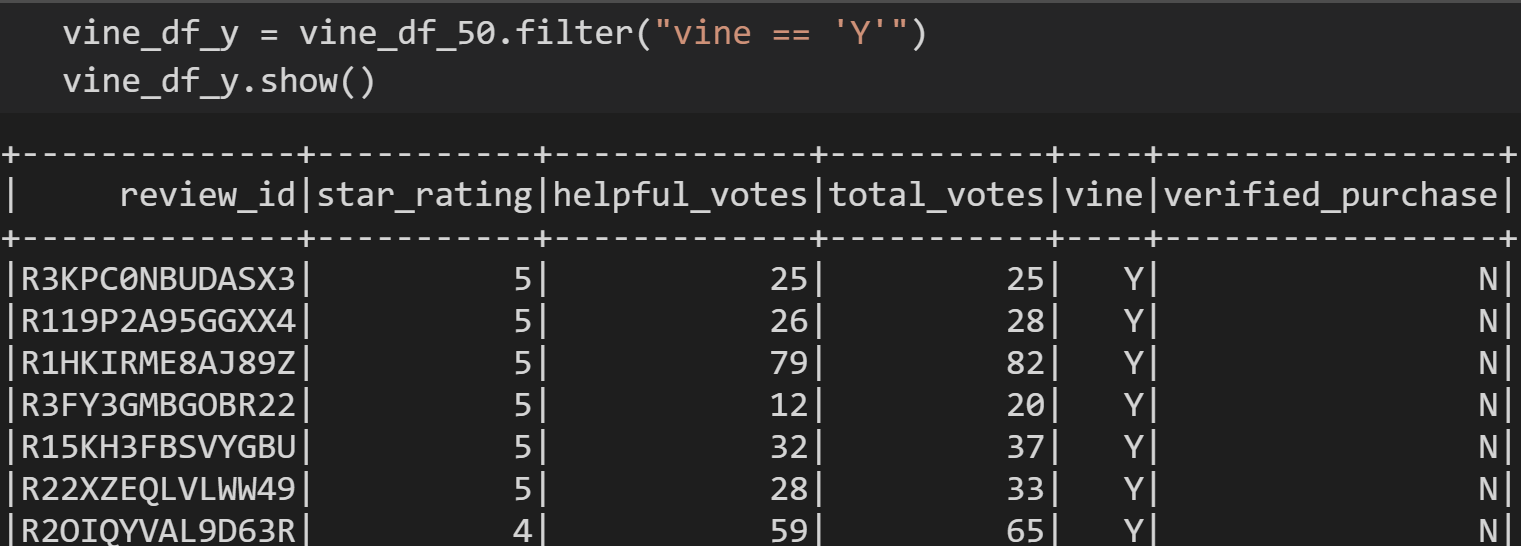 vine_df_y = vine_df_50.filter("vine == 'Y'")
vine_df_y.show()
+--------------+-----------+-------------+-----------+----+-----------------+
|     review_id|star_rating|helpful_votes|total_votes|vine|verified_purchase|
+--------------+-----------+-------------+-----------+----+-----------------+
|R3KPC0NBUDASX3|          5|           25|         25|   Y|                N|
|R119P2A95GGXX4|          5|           26|         28|   Y|                N|
|R1HKIRME8AJ89Z|          5|           79|         82|   Y|                N|
|R3FY3GMBGOBR22|          5|           12|         20|   Y|                N|
|R15KH3FBSVYGBU|          5|           32|         37|   Y|                N|
|R22XZEQLVLWW49|          5|           28|         33|   Y|                N|
|R2OIQYVAL9D63R|          4|           59|         65|   Y|                N|